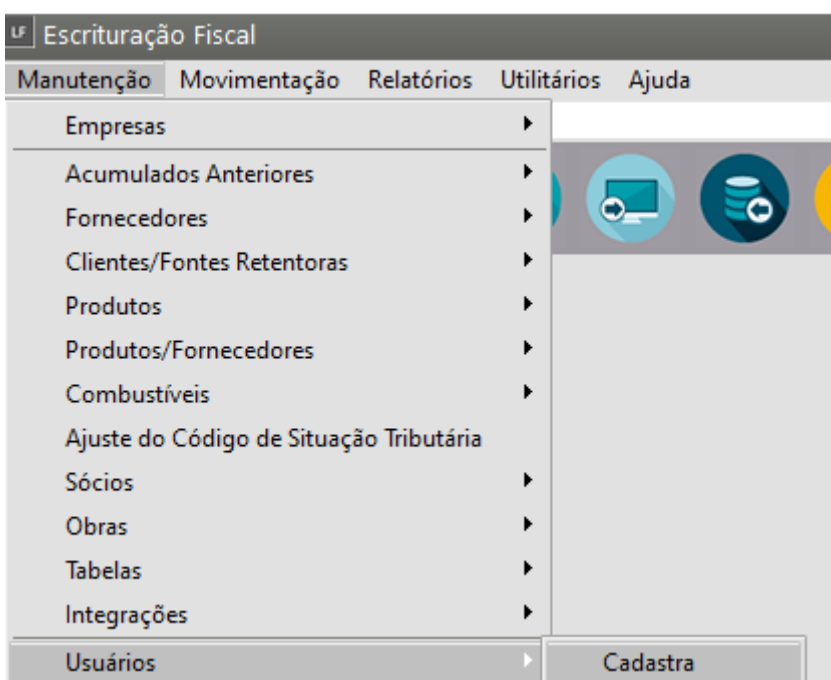 LF Escrituração Fiscal
Manutenção Movimentação Relatórios Utilitários Ajuda
Empresas
Acumulados Anteriores
Fornecedores
Clientes/Fontes Retentoras
Produtos
Produtos/Fornecedores
Combustíveis
Ajuste do Código de Situação Tributária
Sócios
Obras
Tabelas
Integrações
Usuários Cadastra